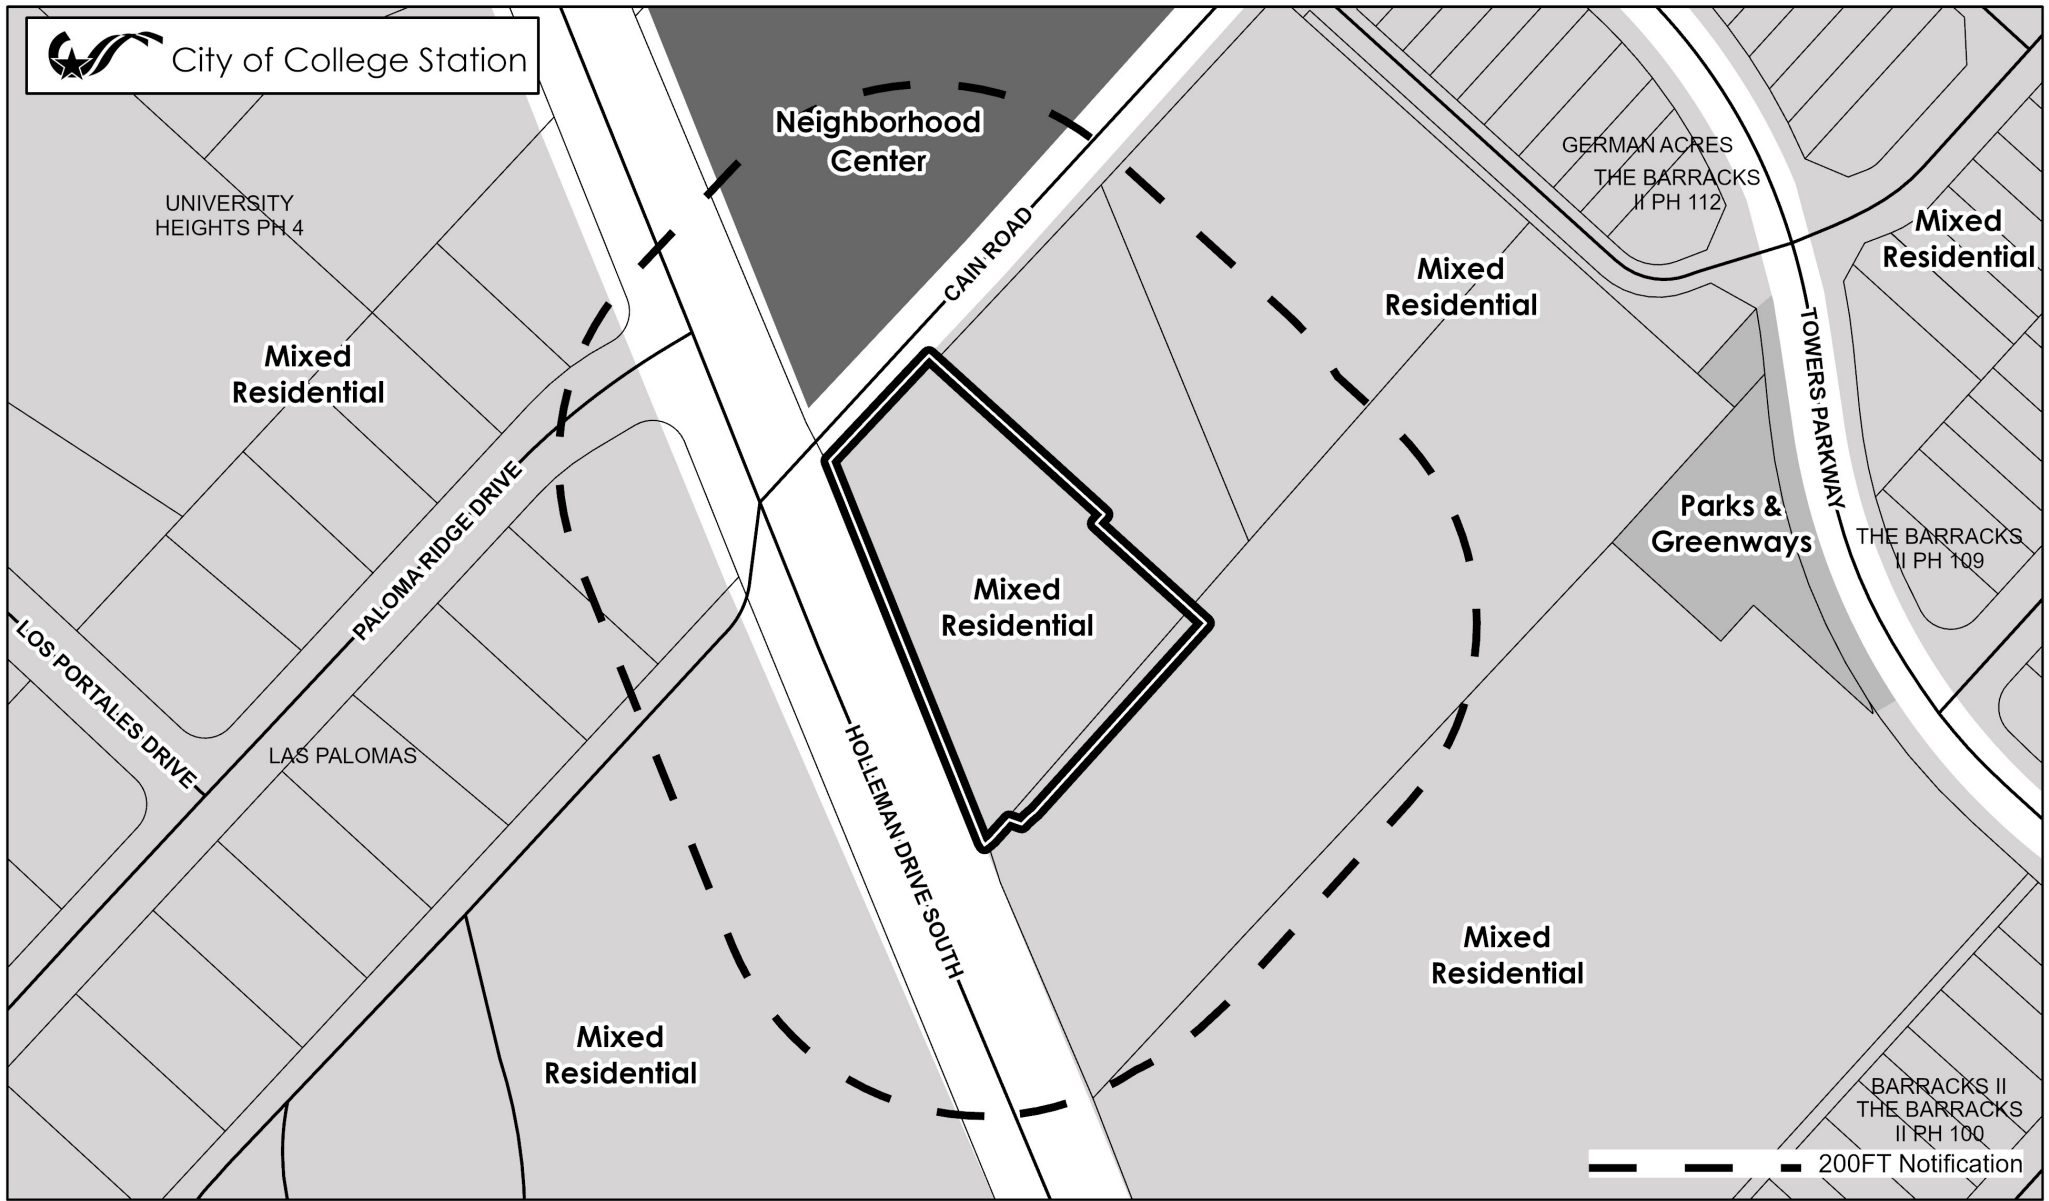 City of College Station
Neighborhood
Center
GERMAN ACRES
THE BARRACKS
II PH 112
UNIVERSITY
HEIGHTS PH 4
Mixed
Residential
CAIN ROAD
Mixed
Residential
Mixed
Residential
TOWERS PARKWAY
PALOMA RIDGE DRIVE
Parks &
Greenways
THE BARRACKS
II PH 109
Mixed
Residential
LOS PORTALES DRIVE
LAS PALOMAS
HOLLEMAN DRIVE SOUTH
Mixed
Residential
Mixed
Residential
BARRACKS II
THE BARRACKS
II PH 100
200FT Notification